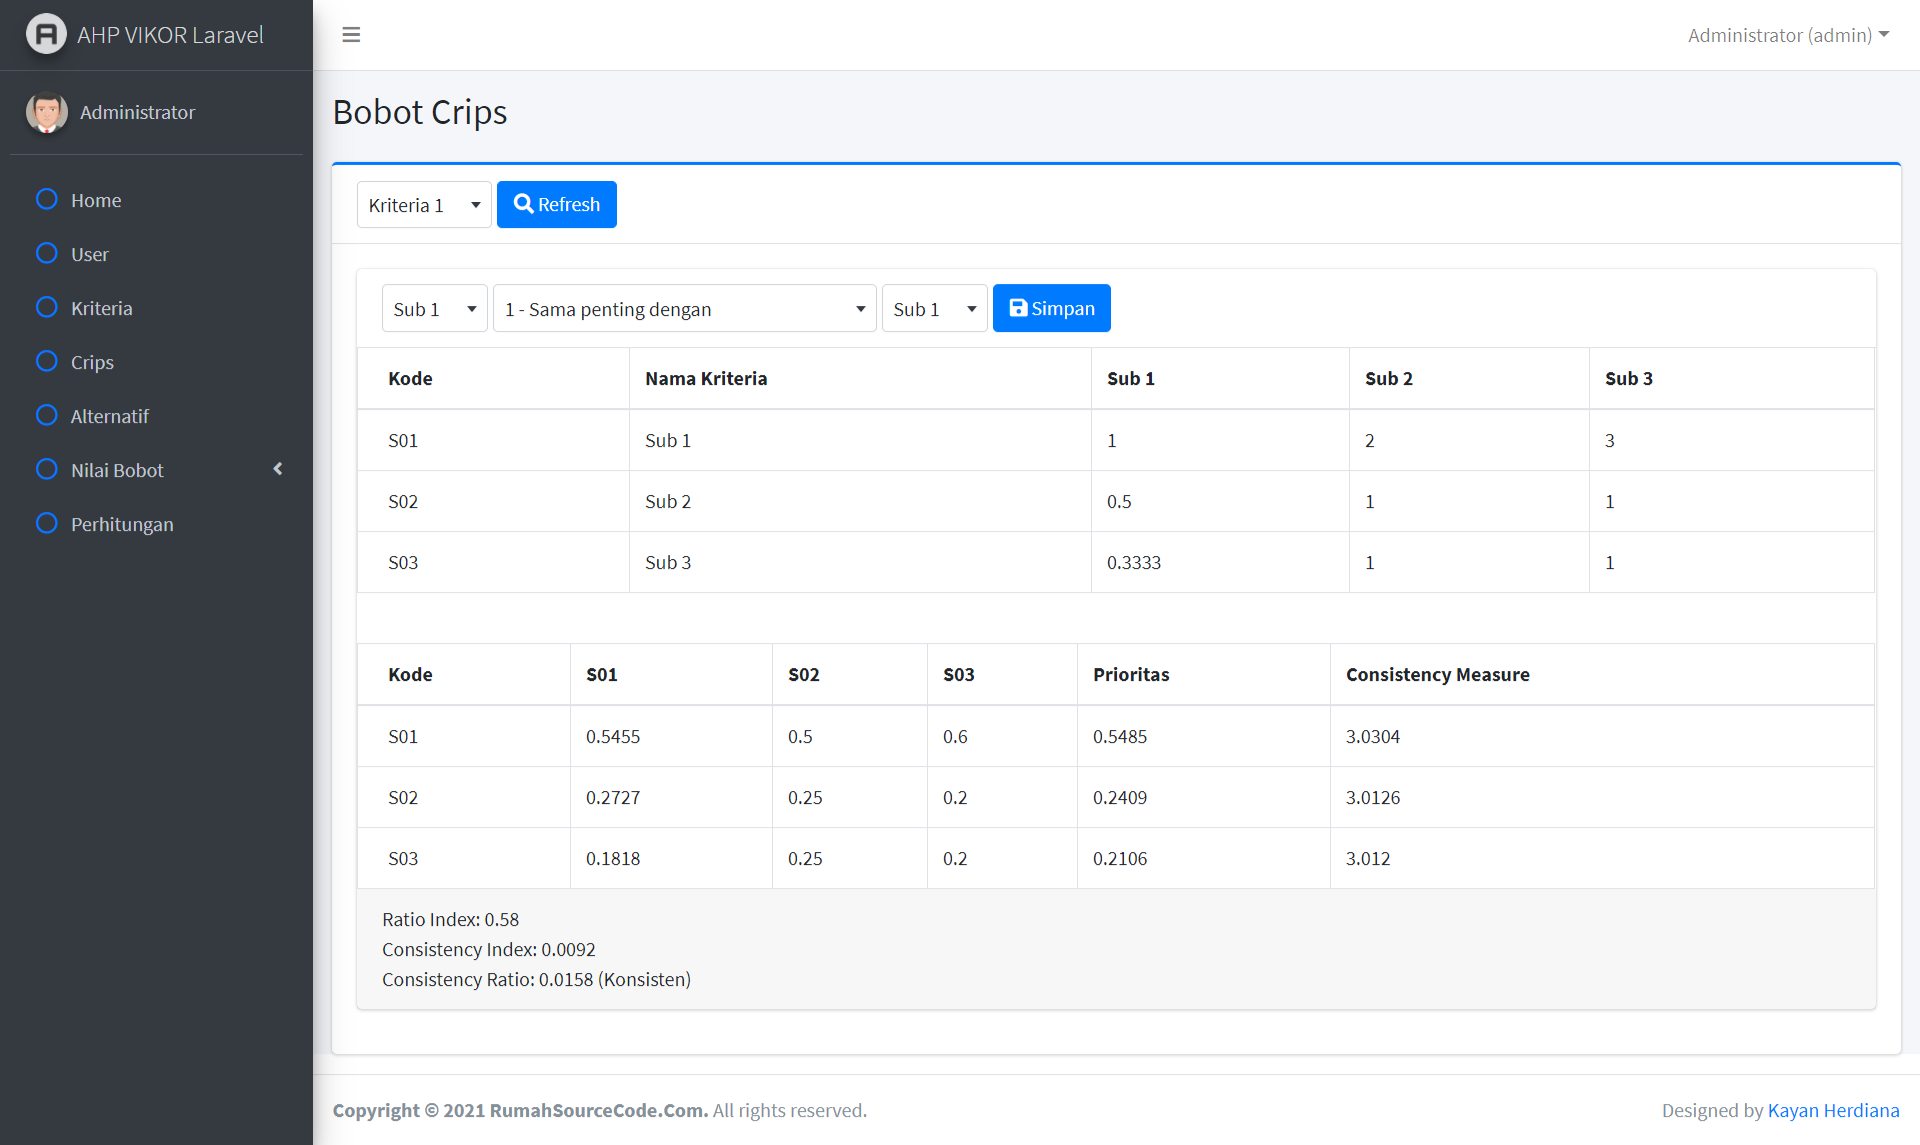 AHP VIKOR Laravel
Administrator (admin)
Administrator
Home
User
Kriteria
Crips
Alternatif
Nilai Bobot
Perhitungan
Bobot Crips
Kriteria 1 Refresh
Sub 1 1 - Sama penting dengan Sub 1 Simpan
Kode Nama Kriteria Sub 1 Sub 2 Sub 3
S01 Sub 1 1 2 3
S02 Sub 2 0.5 1 1
S03 Sub 3 0.3333 1 1
Kode S01 S02 S03 Prioritas Consistency Measure
S01 0.5455 0.5 0.6 0.5485 3.0304
S02 0.2727 0.25 0.2 0.2409 3.0126
S03 0.1818 0.25 0.2 0.2106 3.012
Ratio Index: 0.58
Consistency Index: 0.0092
Consistency Ratio: 0.0158 (Konsisten)
Copyright © 2021 RumahSourceCode.Com. All rights reserved.
Designed by Kayan Herdiana